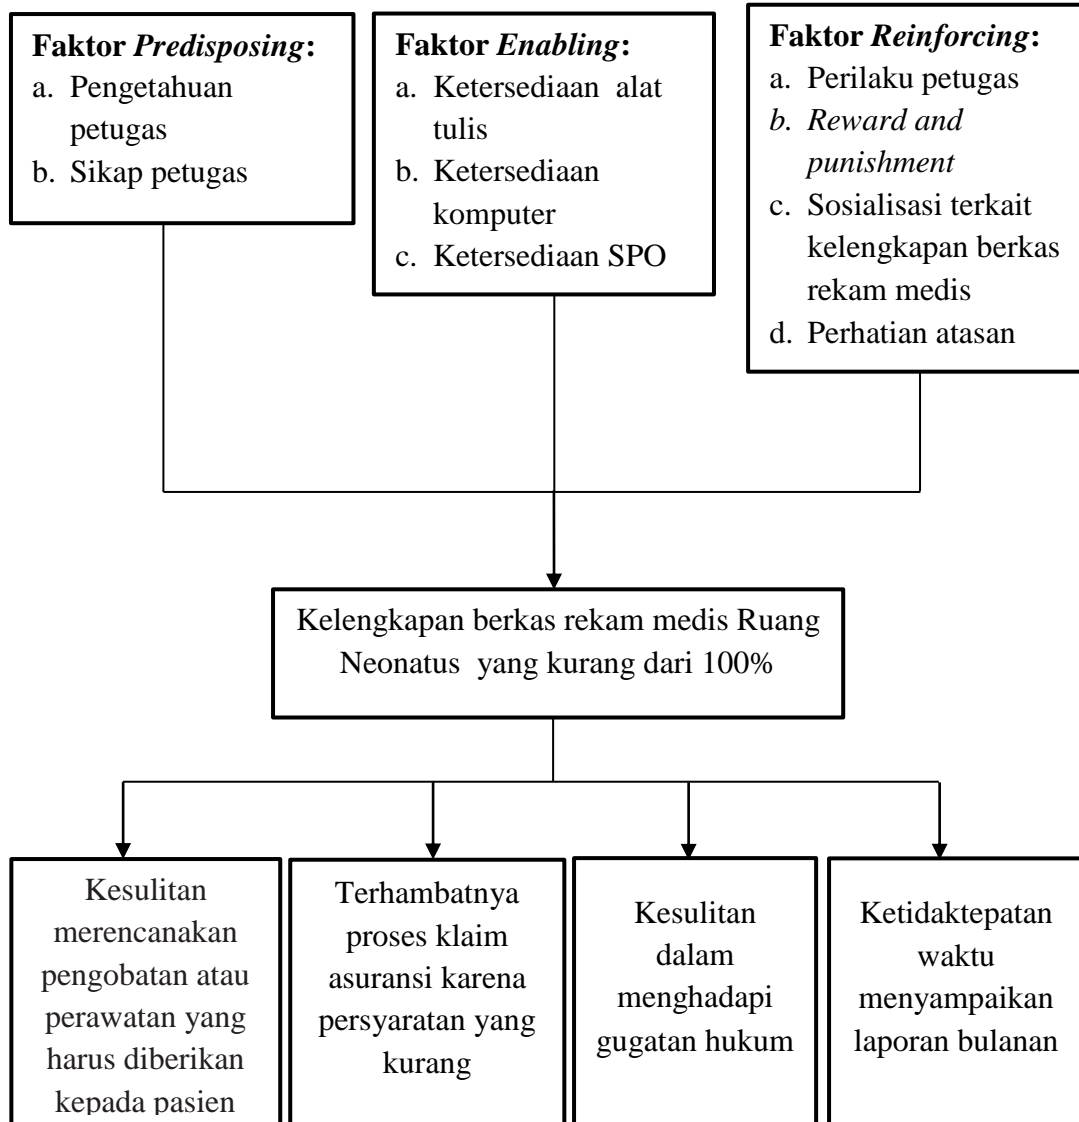 Faktor Predisposing:
a. Pengetahuan
petugas
b. Sikap petugas
Faktor Enabling:
a. Ketersediaan alat
tulis
b. Ketersediaan
komputer
c. Ketersediaan SPO
Faktor Reinforcing:
a. Perilaku petugas
b. Reward and
punishment
c. Sosialisasi terkait
kelengkapan berkas
rekam medis
d. Perhatian atasan
Kelengkapan berkas rekam medis Ruang
Neonatus yang kurang dari 100%
Kesulitan
merencanakan
pengobatan atau
perawatan yang
harus diberikan
kepada pasien
Terhambatnya
proses klaim
asuransi karena
persyaratan yang
kurang
Kesulitan
dalam
menghadapi
gugatan hukum
Ketidaktepatan
waktu
menyampaikan
laporan bulanan